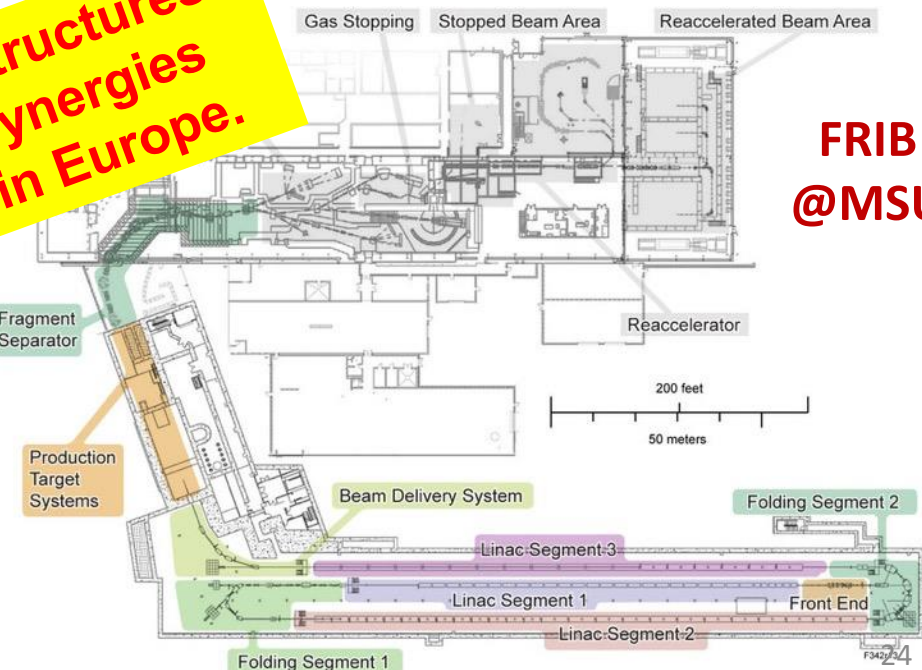 ructures
ynergies
in Europe.
Gas Stopping
Stopped Beam Area
Reaccelerated Beam Area
FRIB
@MSU
Fragment
Separator
Reaccelerator
200 feet
50 meters
Production
Target
Systems
Beam Delivery System
Folding Segment 2
Linac Segment 3
Linac Segment 1
Front End
Linac Segment 2
Folding Segment 1
24